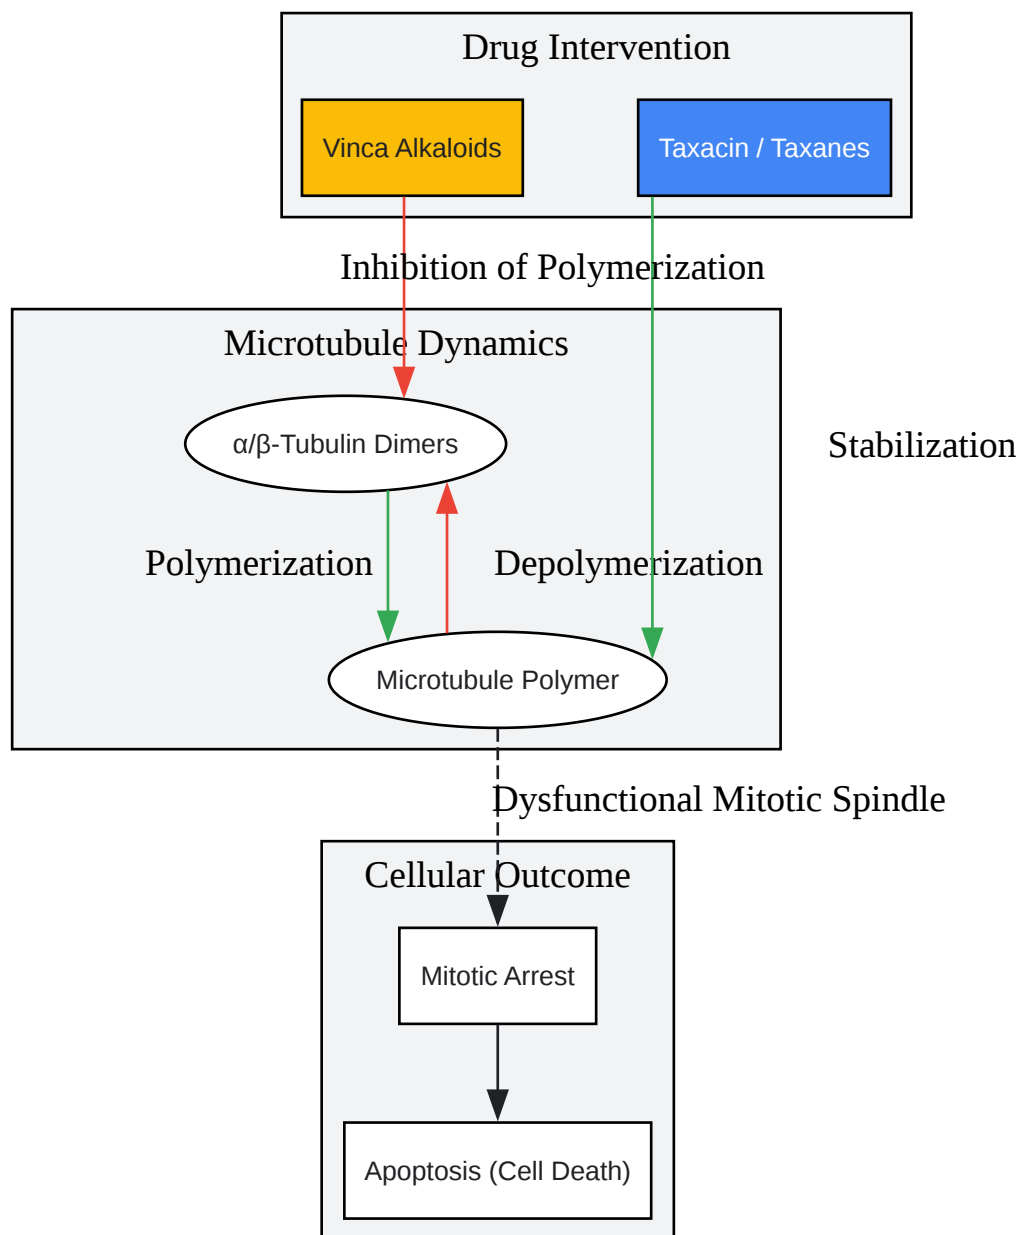 Drug Intervention
Vinca Alkaloids
Taxacin / Taxanes
Inhibition of Polymerization
Microtubule Dynamics
α/β-Tubulin Dimers
Stabilization
Polymerization
Depolymerization
Microtubule Polymer
Dysfunctional Mitotic Spindle
Cellular Outcome
Mitotic Arrest
Apoptosis (Cell Death)